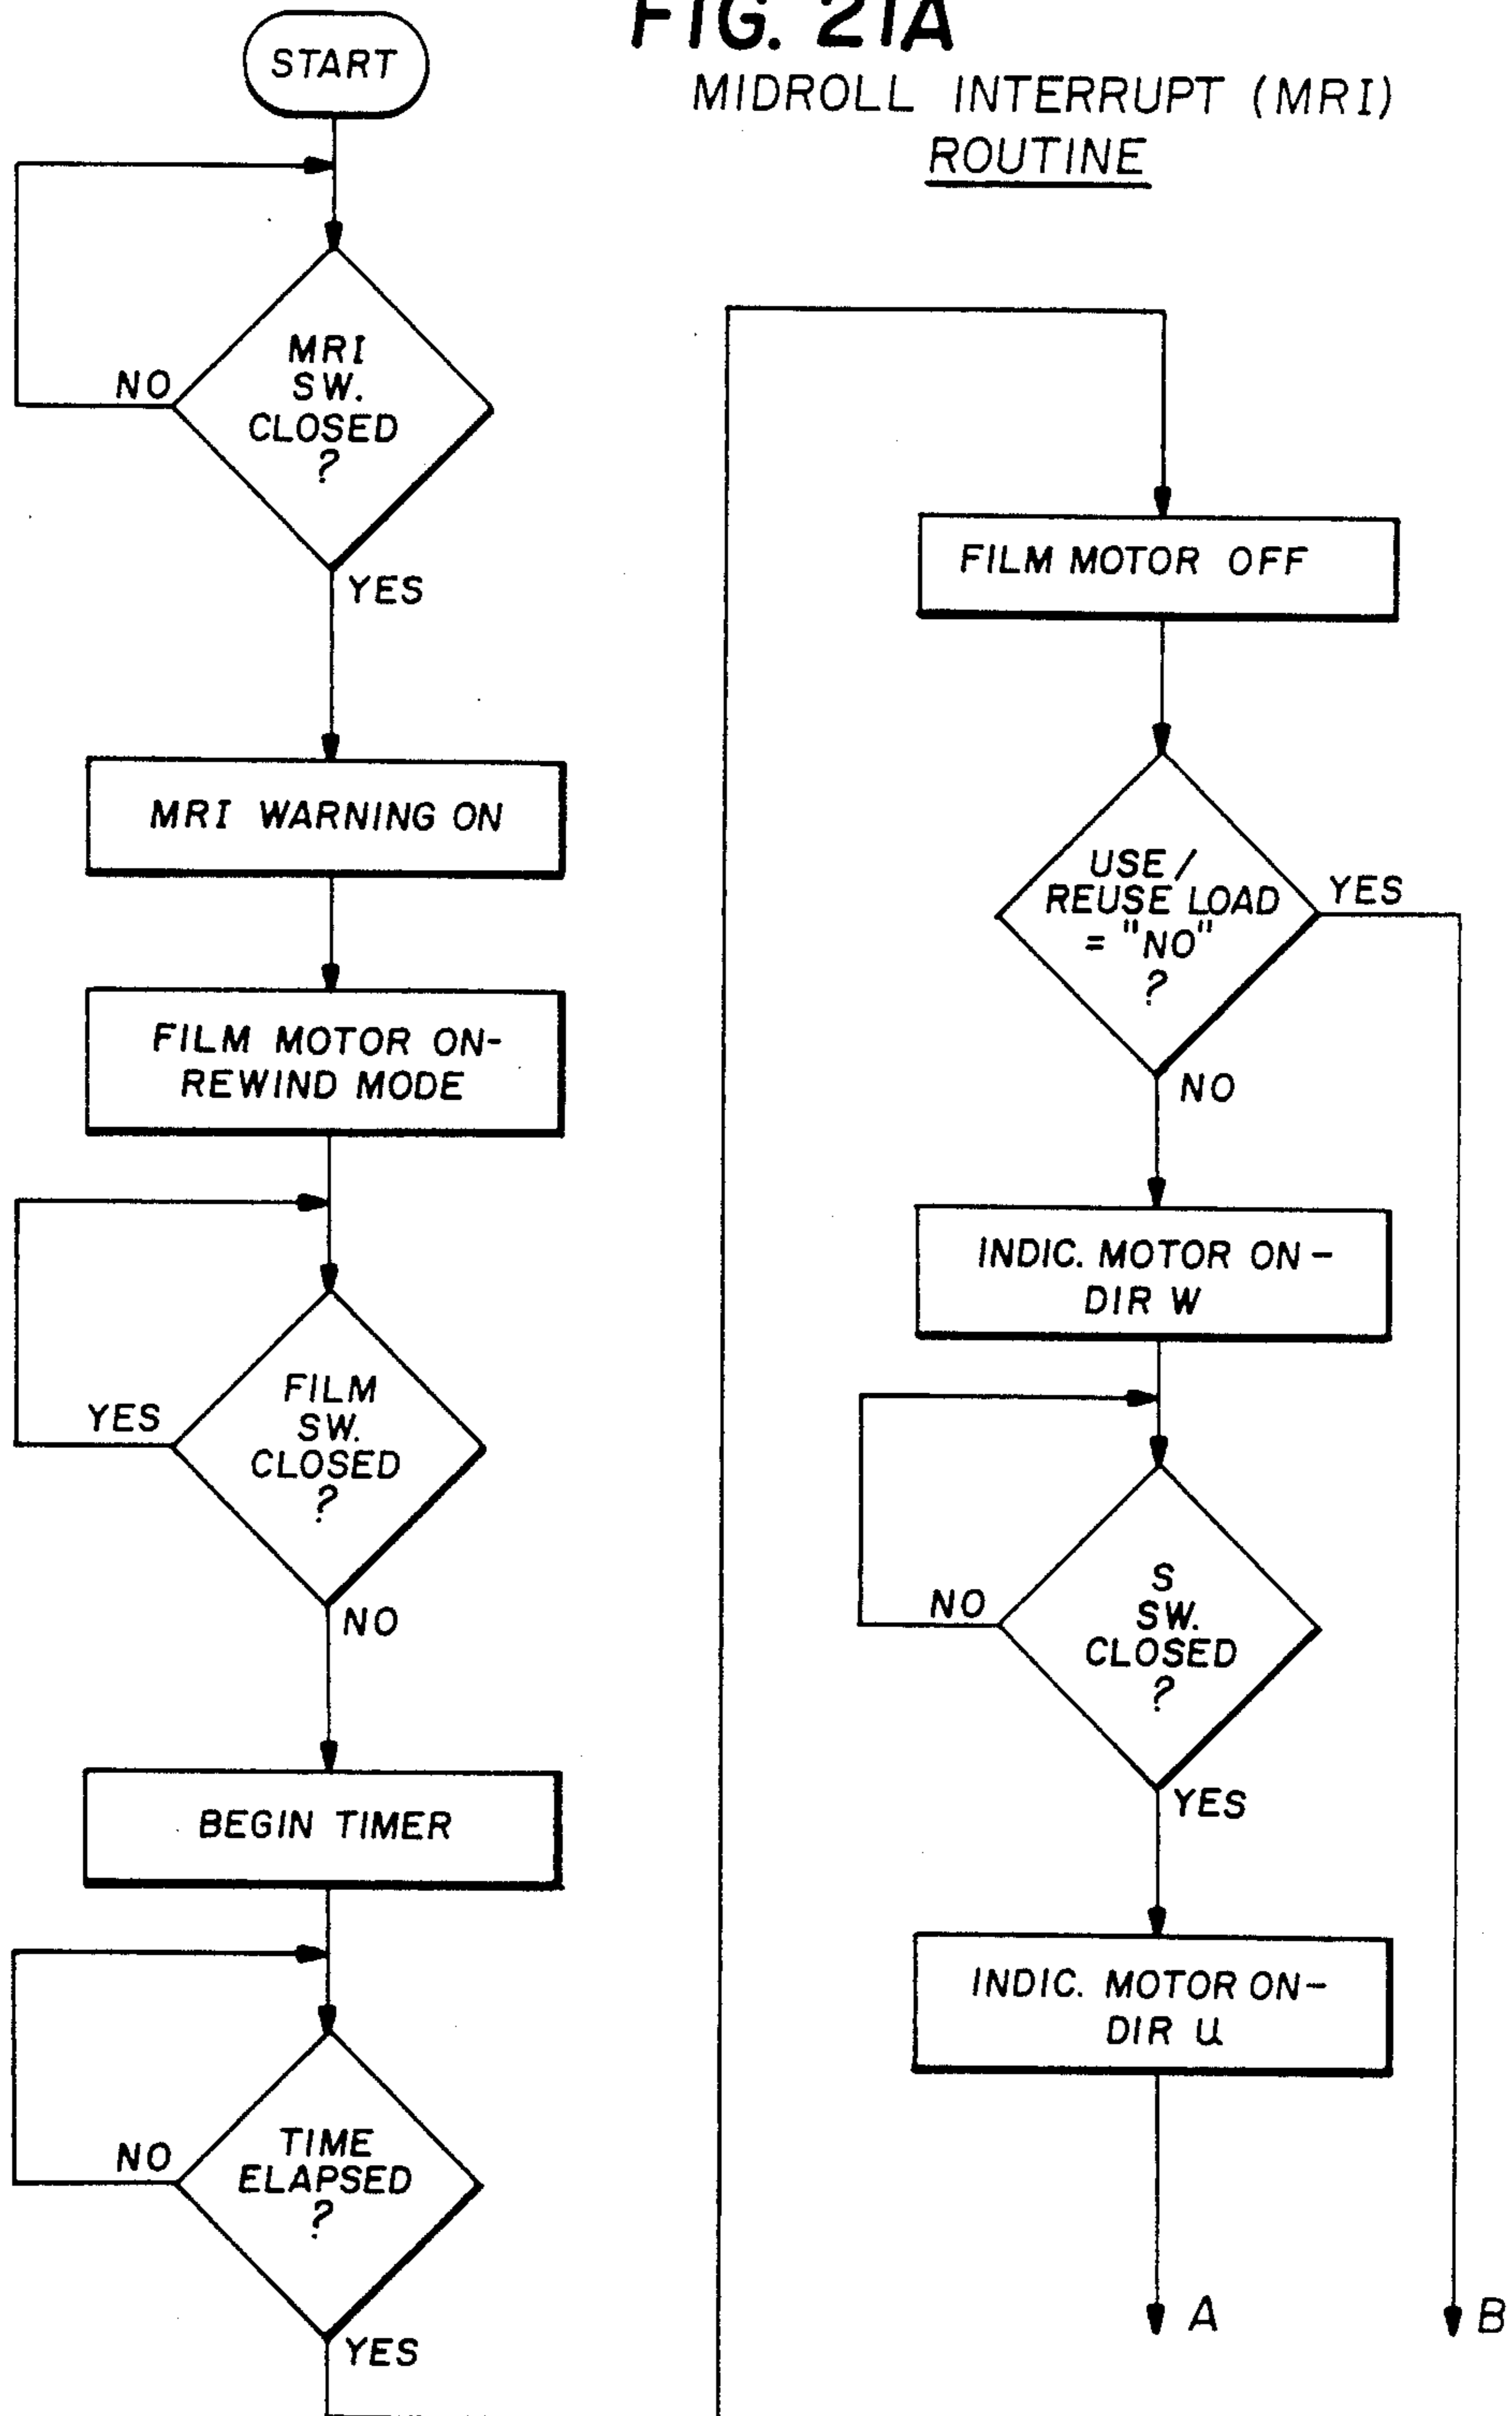 FIG. 21A
MIDROLL INTERRUPT (MRI)
ROUTINE
START
MRI
SW.
CLOSED
?
NO
YES
MRI WARNING ON
FILM MOTOR ON-
REWIND MODE
FILM
SW.
CLOSED
?
YES
NO
BEGIN TIMER
TIME
ELAPSED
?
NO
YES
FILM MOTOR OFF
USE/
REUSE LOAD
= "NO"
?
YES
NO
INDIC. MOTOR ON-
DIR W
S
SW.
CLOSED
?
NO
YES
INDIC. MOTOR ON-
DIR u
A
B